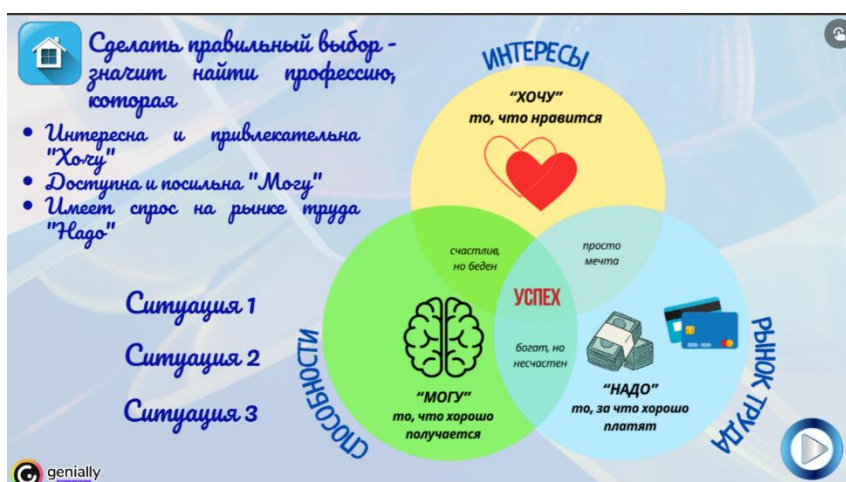 Сделать правильный выбор -
значит найти профессию,
которая
• Интересна и привлекательна
"Хочу"
• Доступна и посильна "Могу"
• Имеет спрос на рынке труда
"Надо"
Ситуация 1
Ситуация 2
Ситуация 3
ИНТЕРЕСЫ
"ХОЧУ"
то, что нравится
счастлив,
но беден
просто
мечта
УСПЕХ
богат, но
несчастен
"МОГУ"
то, что хорошо
получается
"НАДО"
то, за что хорошо
платят
СПОСОБНОСТИ
РЫНОК ТРУДА
genially